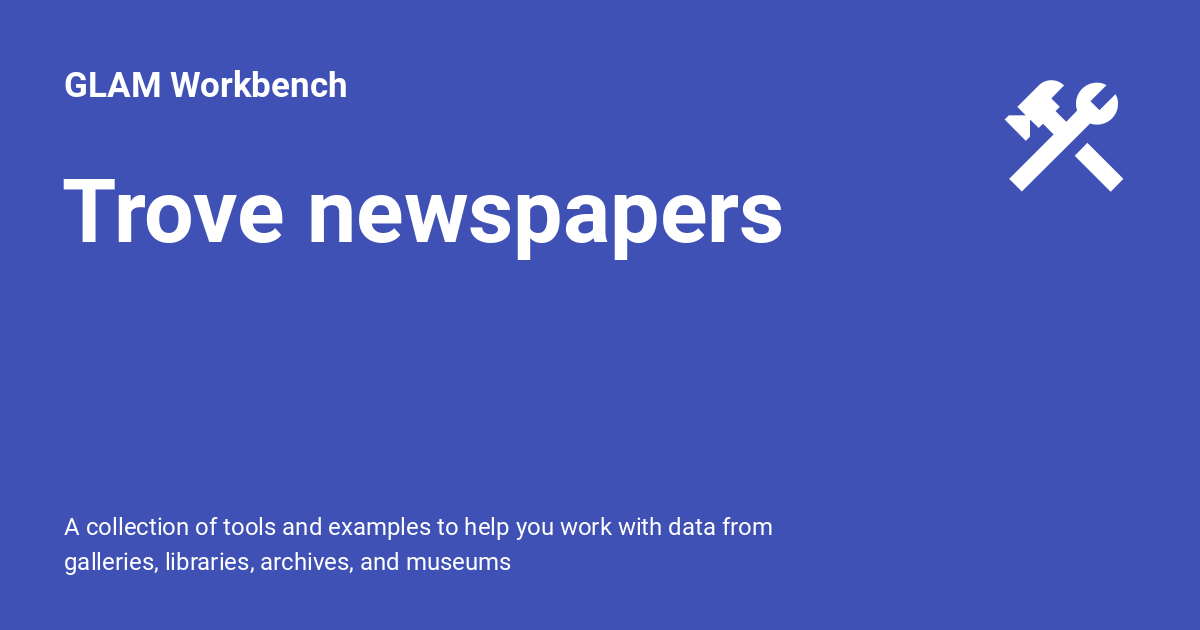 GLAM Workbench
Trove newspapers
A collection of tools and examples to help you work with data from
galleries, libraries, archives, and museums